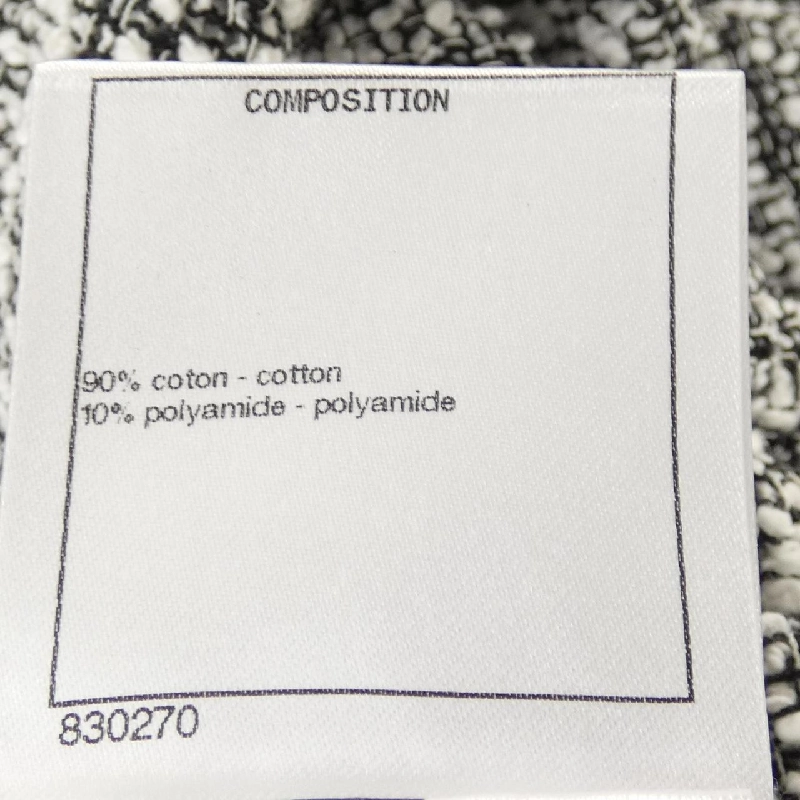 COMPOSITION
90% coton - cotton
10% polyamide - polyamide
830270